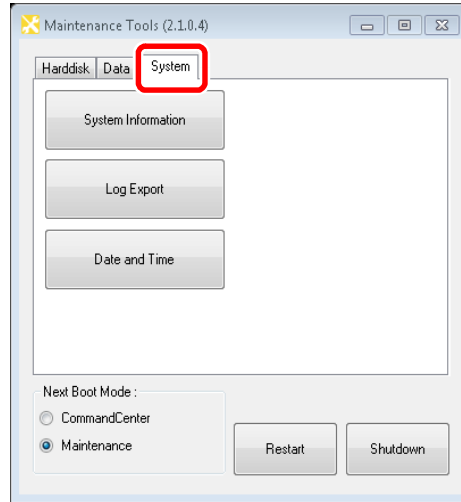 Maintenance Tools (2.1.0.4)
Harddisk Data System
System Information
Log Export
Date and Time
Next Boot Mode :
CommandCenter
Maintenance
Restart Shutdown